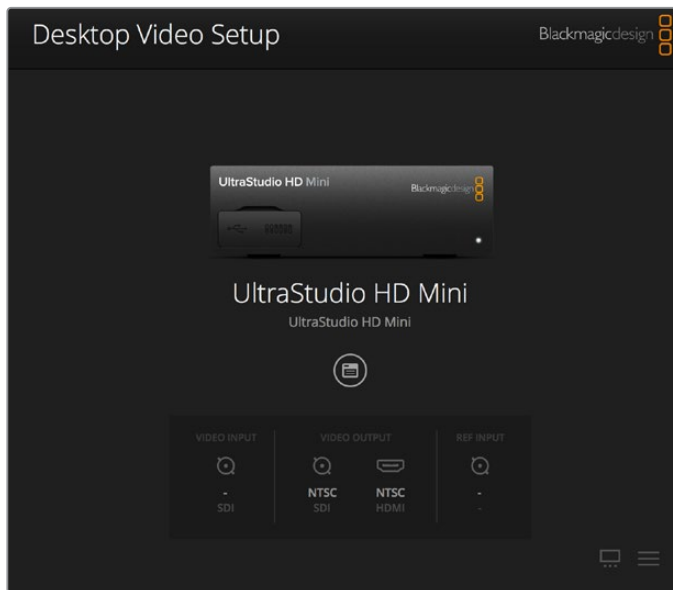 Desktop Video Setup
Blackmagicdesign
UltraStudio HD Mini
Blackmagicdesign
UltraStudio HD Mini
UltraStudio HD Mini
VIDEO INPUT VIDEO OUTPUT REF INPUT
- NTSC NTSC -
SDI SDI HDMI -